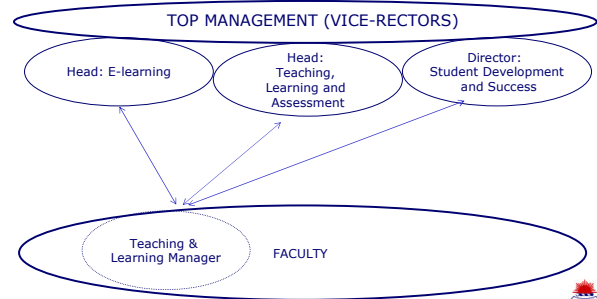 TOP MANAGEMENT (VICE-RECTORS)
Head: E-learning
Head:
Teaching,
Learning and
Assessment
Director:
Student Development
and Success
Teaching &
Learning Manager
FACULTY